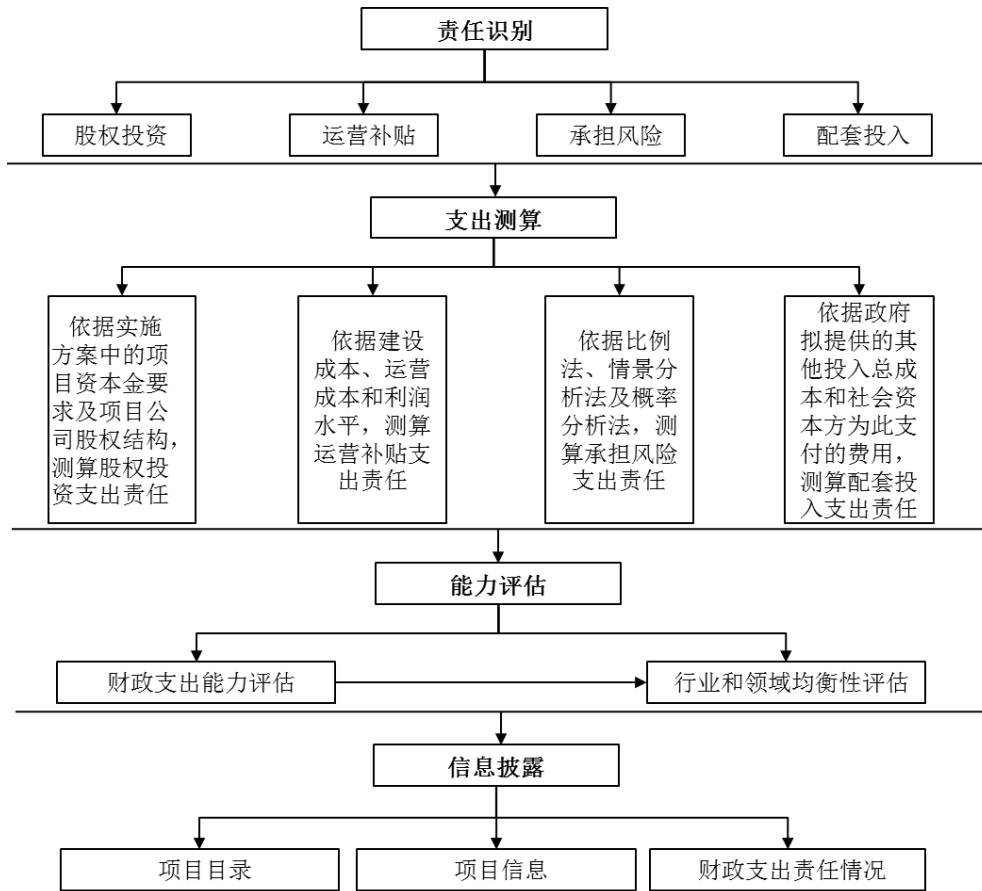 责任识别
股权投资
运营补贴
承担风险
配套投入
支出测算
依据实施
方案中的项
目资本金要
求及项目公
司股权结构，
测算股权投
资支出责任
依据建设
成本、运营
成本和利润
水平，测算
运营补贴支
出责任
依据比例
法、情景分
析法及概率
分析法，测
算承担风险
支出责任
依据政府
拟提供的其
他投入总成
本和社会资
本方为此支
付的费用，
测算配套投
入支出责任
能力评估
财政支出能力评估
行业和领域均衡性评估
信息披露
项目目录
项目信息
财政支出责任情况